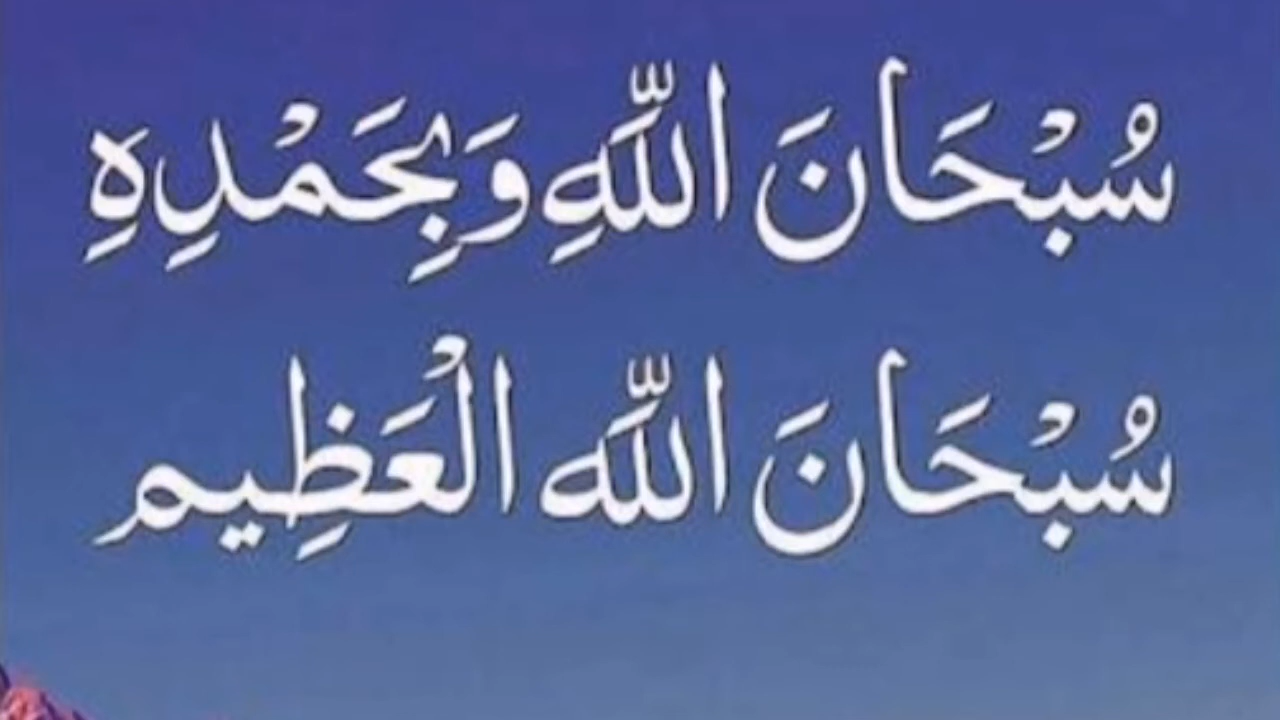 سُبْحَانَ اللَّهِ وَبِحَمْدِهِ
سُبْحَانَ اللَّه الْعَظِيم